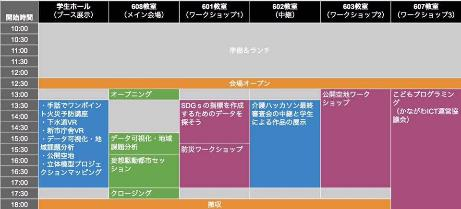 開始時間
学生ホール
（ブース展示）
608教室
（メイン会場）
601教室
（ワークショップ1）
602教室
（中継）
603教室
（ワークショップ2）
607教室
（ワークショップ3）
10:00
10:30
11:00
11:30
12:00
12:30
13:00
13:30
14:00
14:30
15:00
15:30
16:00
16:30
17:00
17:30
18:00
準備＆ランチ
会場オープン
・手話でワンポイント火災予防講座
・下水道VR
・新市庁舎VR
・データ可視化・地域課題分析
・公開空地
・立体模型プロジェクションマッピング
オープニング
データ可視化・地域課題分析
妄想駆動都市セッション
クロージング
SDGｓの指標を作成するためのデータを探そう
防災ワークショップ
介護ハッカソン最終審査会の中継と学生による作品の展示
公開空地ワークショップ
こどもプログラミング
（かながわICT運営協議会）
撤収